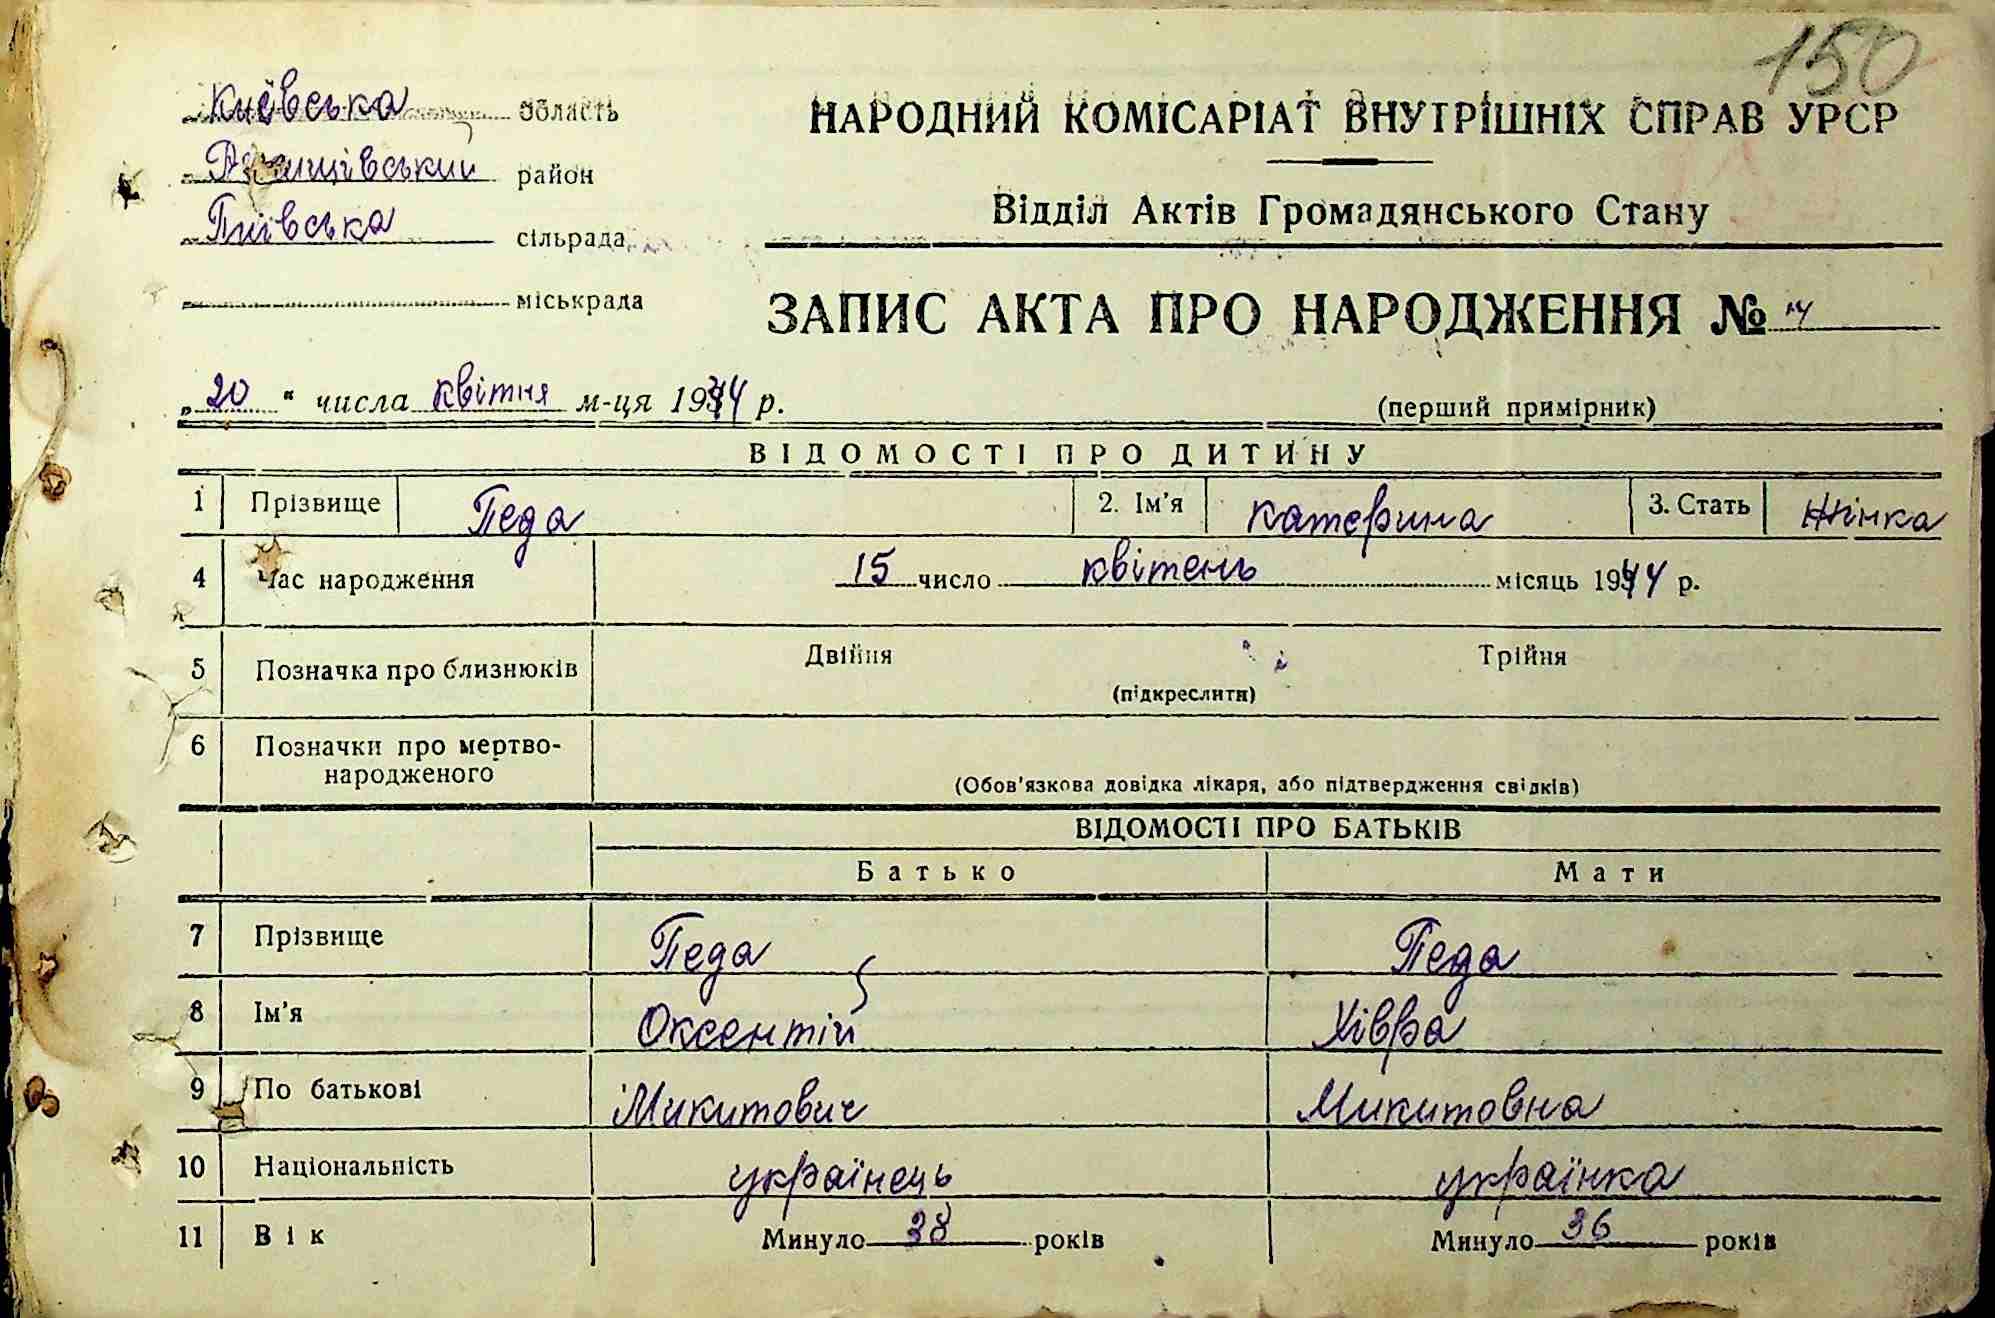 150
Київська область
район
Пиївська сільрада
міськрада
НАРОДНИЙ КОМІСАРІАТ ВНУТРІШНІХ СПРАВ УРСР
Відділ Актів Громадянського Стану
ЗАПИС АКТА ПРО НАРОДЖЕННЯ № 14
„20“ числа квітня м-ця 1944 р.
(перший примірник)
ВІДОМОСТІ ПРО ДИТИНУ
1 Прізвище Педа 2. Ім'я Катерина 3. Стать Жінка
4 Час народження 15 число квітень місяць 1944 р.
5 Позначка про близнюків Двійня Трійня
(підкреслити)
6 Позначки про мертво-
народженого
(Обов'язкова довідка лікаря, або підтвердження свідків)
ВІДОМОСТІ ПРО БАТЬКІВ
Батько Мати
7 Прізвище Педа Педа
8 Ім'я Оксентій Хівря
9 По батькові Микитович Микитовна
10 Національність українець українка
11 Вік Минуло 38 років Минуло 36 років